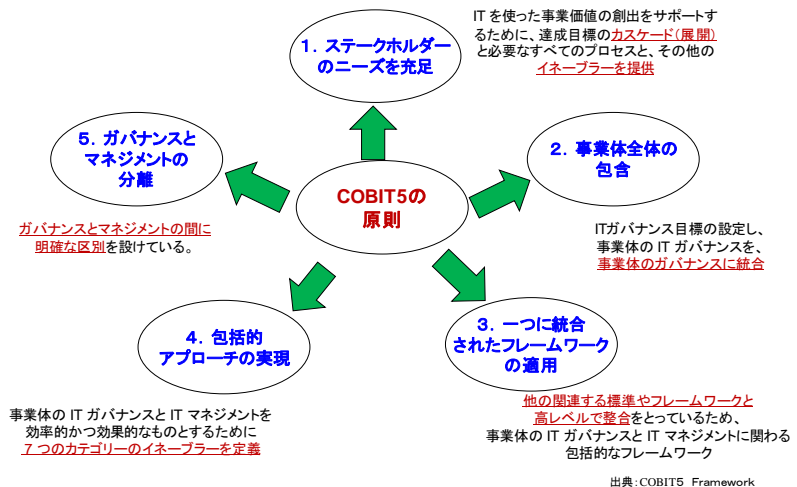 IT を使った事業価値の創出をサポートす
るために、達成目標のカスケード（展開）
と必要なすべてのプロセスと、その他の
イネーブラーを提供
１．ステークホルダー
のニーズを充足
５．ガバナンスと
マネジメントの
分離
２．事業体全体の
包含
COBIT5の
原則
ガバナンスとマネジメントの間に
明確な区別を設けている。
ITガバナンス目標の設定し、
事業体の IT ガバナンスを、
事業体のガバナンスに統合
４．包括的
アプローチの実現
３．一つに統合
されたフレームワーク
の適用
事業体の IT ガバナンスと IT マネジメントを
効率的かつ効果的なものとするために
７つのカテゴリーのイネーブラーを定義
他の関連する標準やフレームワークと
高レベルで整合をとっているため、
事業体の IT ガバナンスと IT マネジメントに関わる
包括的なフレームワーク
出典：COBIT５ Framework